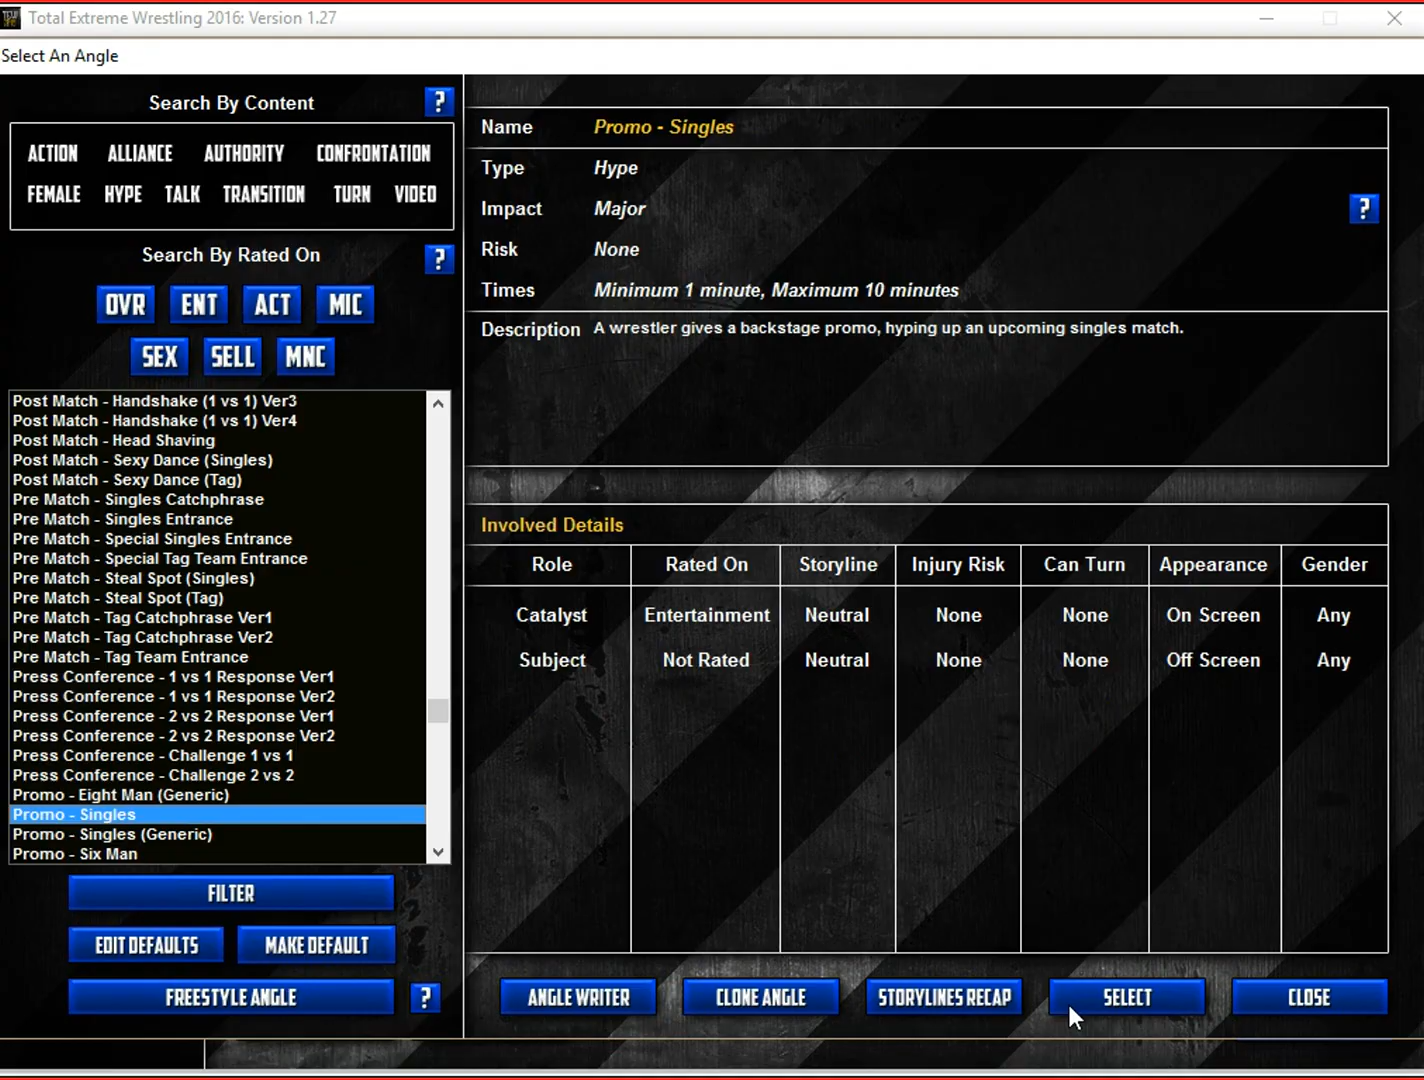 Total Extreme Wrestling 2016: Version 1.27
Select An Angle
Search By Content
?
ACTION ALLIANCE AUTHORITY CONFRONTATION
FEMALE HYPE TALK TRANSITION TURN VIDEO
Search By Rated On
?
OVR ENT ACT MIC
SEX SELL MNC
Post Match - Handshake (1 vs 1) Ver3
Post Match - Handshake (1 vs 1) Ver4
Post Match - Head Shaving
Post Match - Sexy Dance (Singles)
Post Match - Sexy Dance (Tag)
Pre Match - Singles Catchphrase
Pre Match - Singles Entrance
Pre Match - Special Singles Entrance
Pre Match - Special Tag Team Entrance
Pre Match - Steal Spot (Singles)
Pre Match - Steal Spot (Tag)
Pre Match - Tag Catchphrase Ver1
Pre Match - Tag Catchphrase Ver2
Pre Match - Tag Team Entrance
Press Conference - 1 vs 1 Response Ver1
Press Conference - 1 vs 1 Response Ver2
Press Conference - 2 vs 2 Response Ver1
Press Conference - 2 vs 2 Response Ver2
Press Conference - Challenge 1 vs 1
Press Conference - Challenge 2 vs 2
Promo - Eight Man (Generic)
Promo - Singles
Promo - Singles (Generic)
Promo - Six Man
FILTER
EDIT DEFAULTS MAKE DEFAULT
FREESTYLE ANGLE ?
Name Promo - Singles
Type Hype
Impact Major
?
Risk None
Times Minimum 1 minute, Maximum 10 minutes
Description A wrestler gives a backstage promo, hyping up an upcoming singles match.
Involved Details
Role Rated On Storyline Injury Risk Can Turn Appearance Gender
Catalyst Entertainment Neutral None None On Screen Any
Subject Not Rated Neutral None None Off Screen Any
ANGLE WRITER CLONE ANGLE STORYLINES RECAP SELECT CLOSE